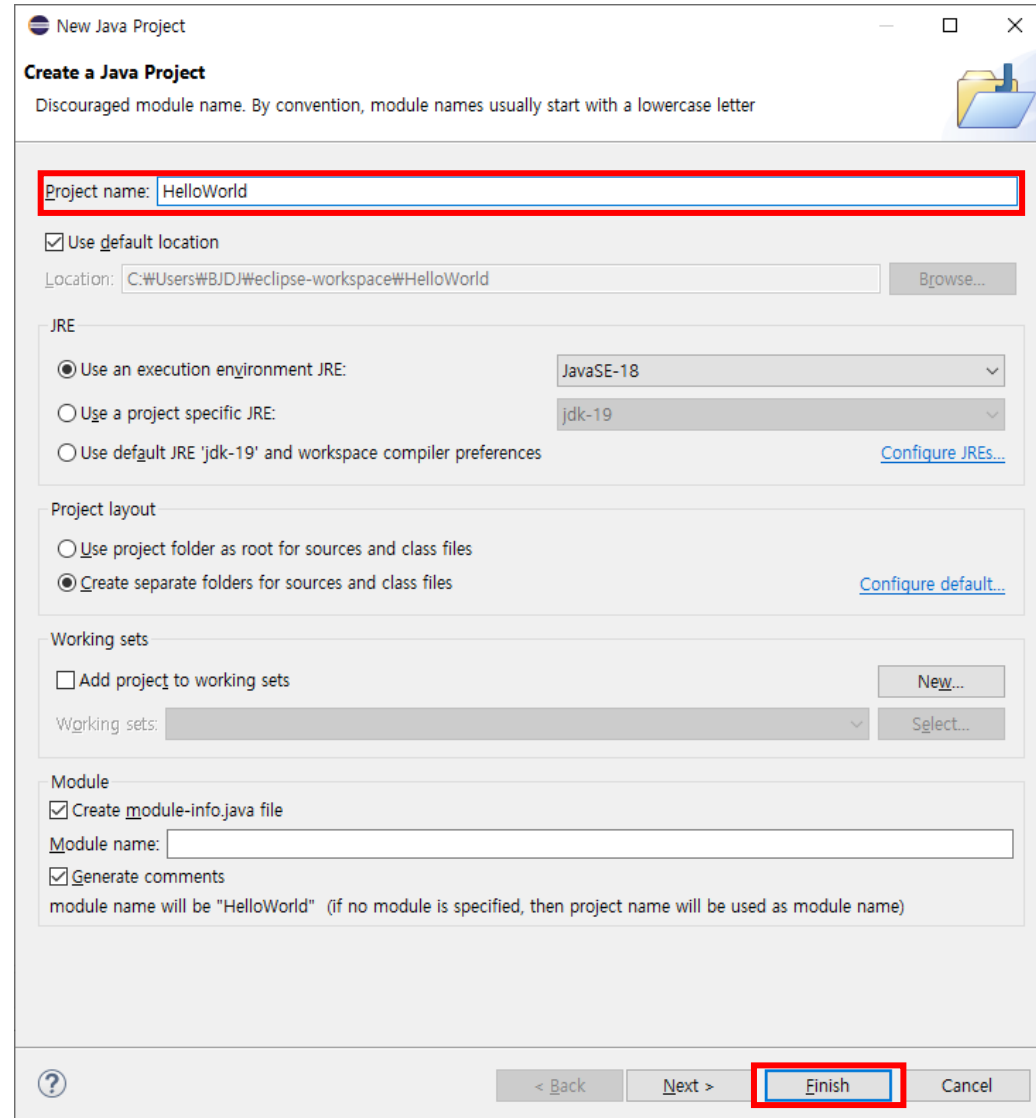 New Java Project
Create a Java Project
Discouraged module name. By convention, module names usually start with a lowercase letter
Project name: HelloWorld
Use default location
Location: C:₩Users₩BJDJ₩eclipse-workspace₩HelloWorld Browse...
JRE
Use an execution environment JRE: JavaSE-18
Use a project specific JRE: jdk-19
Use default JRE 'jdk-19' and workspace compiler preferences Configure JREs...
Project layout
Use project folder as root for sources and class files
Create separate folders for sources and class files Configure default...
Working sets
Add project to working sets New...
Working sets: Select...
Module
Create module-info.java file
Module name:
Generate comments
module name will be "HelloWorld" (if no module is specified, then project name will be used as module name)
? < Back Next > Finish Cancel